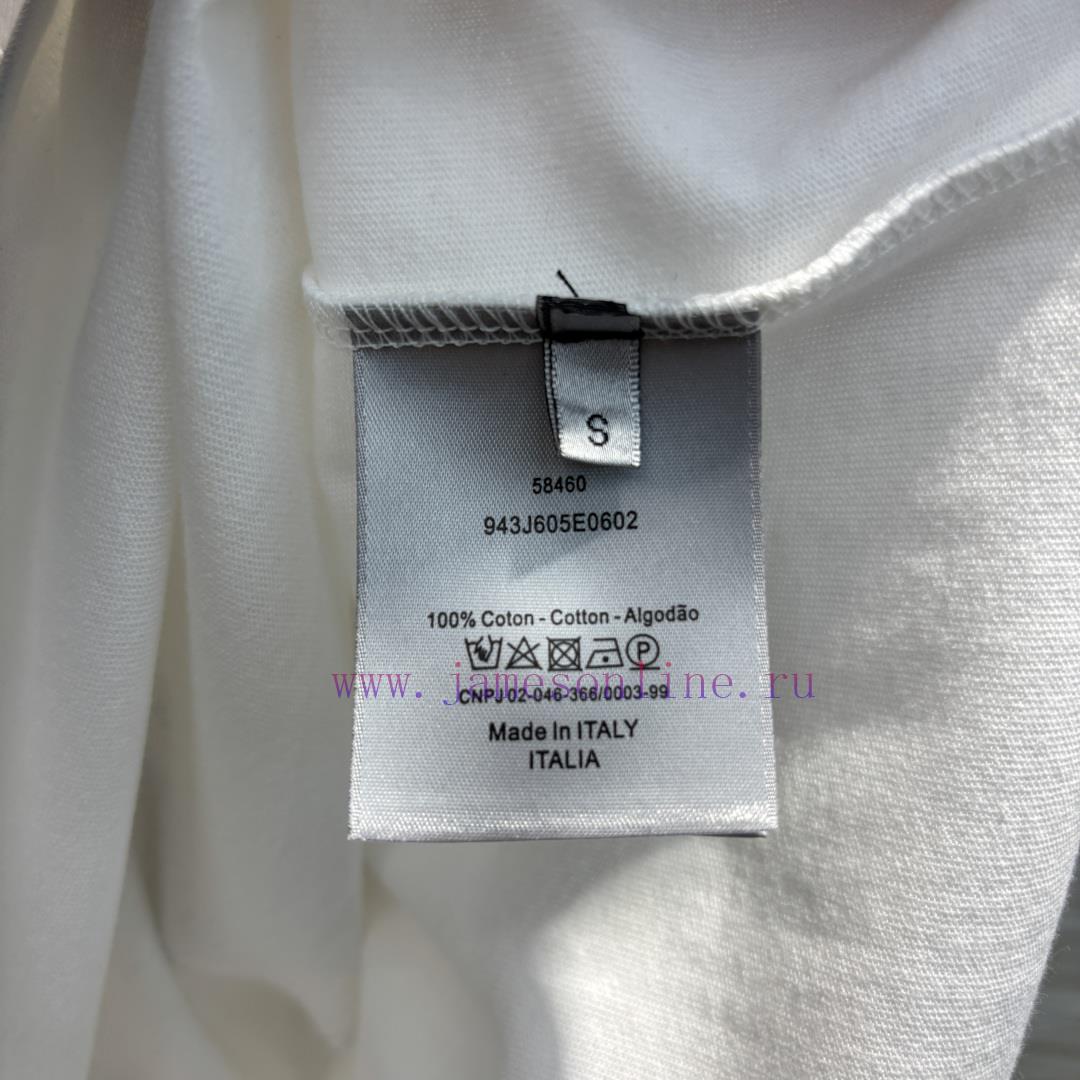 S
58460
943J605E0602
100% Coton - Cotton - Algodão
P
www.jamesonline.ru
CNPJ 02-046-366/0003-99
Made In ITALY
ITALIA